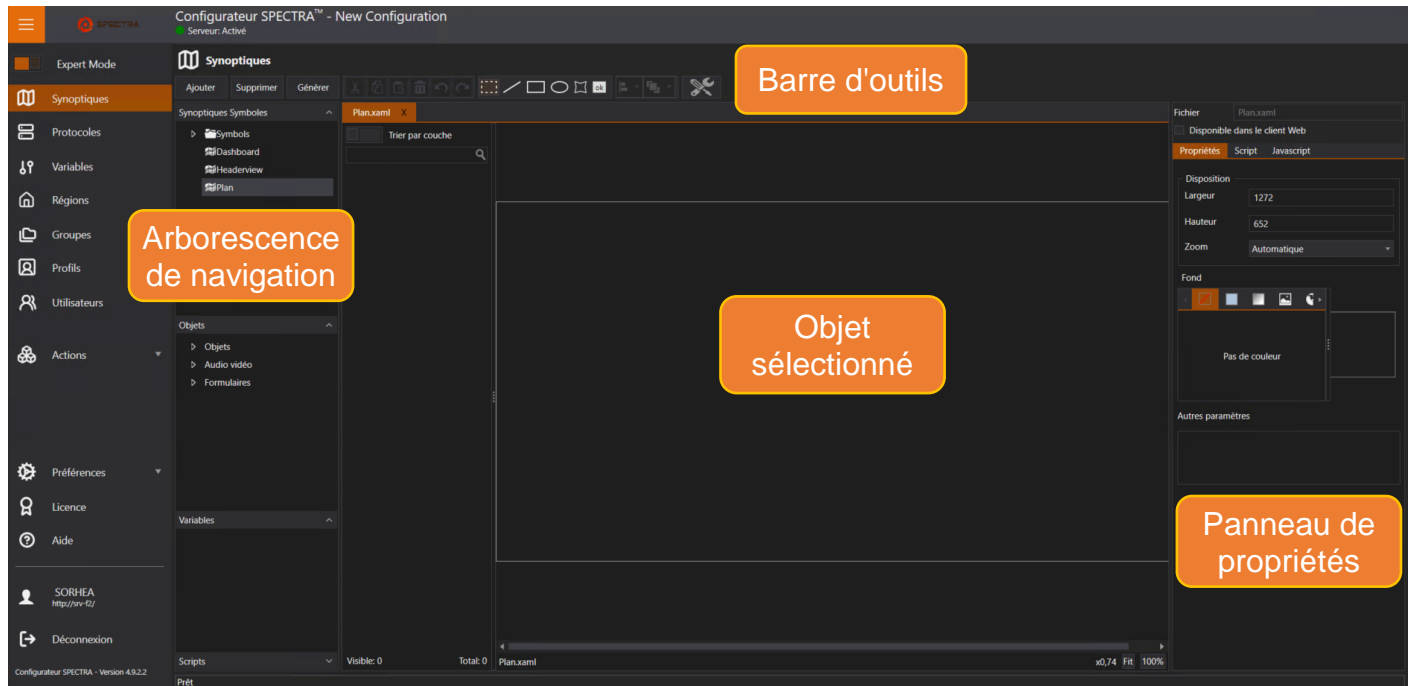 SPECTRA
Configurateur SPECTRA™ - New Configuration
Serveur: Activé
Expert Mode
Synoptiques
Protocoles
Variables
Régions
Groupes
Profils
Utilisateurs
Actions
Préférences
Licence
Aide
SORHEA
http://srv-f2/
Déconnexion
Configurateur SPECTRA - Version 4.9.2.2
Synoptiques
Ajouter Supprimer Générer
ok
Barre d'outils
Synoptiques Symboles
Symbols
Dashboard
Headerview
Plan
Arborescence
de navigation
Objets
Objets
Audio vidéo
Formulaires
Variables
Scripts
Prêt
Plan.xaml X
Trier par couche
Visible: 0 Total: 0
Objet
sélectionné
Plan.xaml x0,74 Fit 100%
Fichier Plan.xaml
Disponible dans le client Web
Propriétés Script Javascript
Disposition
Largeur 1272
Hauteur 652
Zoom Automatique
Fond
Pas de couleur
Autres paramètres
Panneau de
propriétés